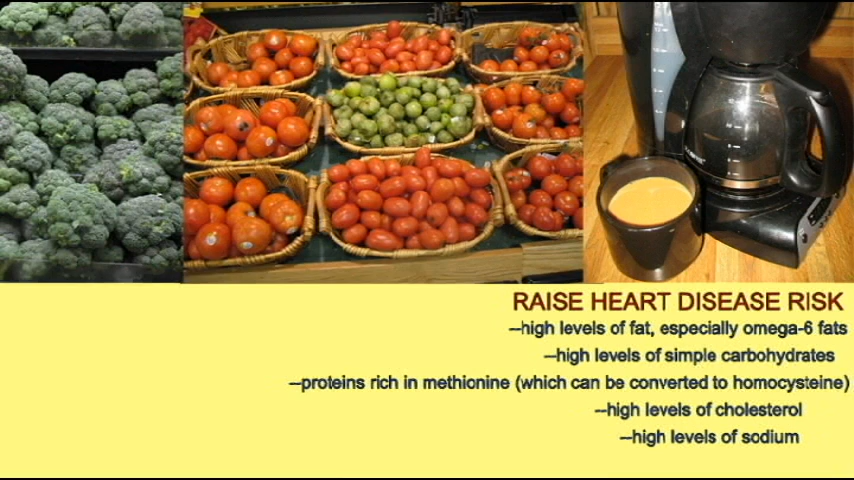 RAISE HEART DISEASE RISK
--high levels of fat, especially omega-6 fats
--high levels of simple carbohydrates
--proteins rich in methionine (which can be converted to homocysteine)
--high levels of cholesterol
--high levels of sodium